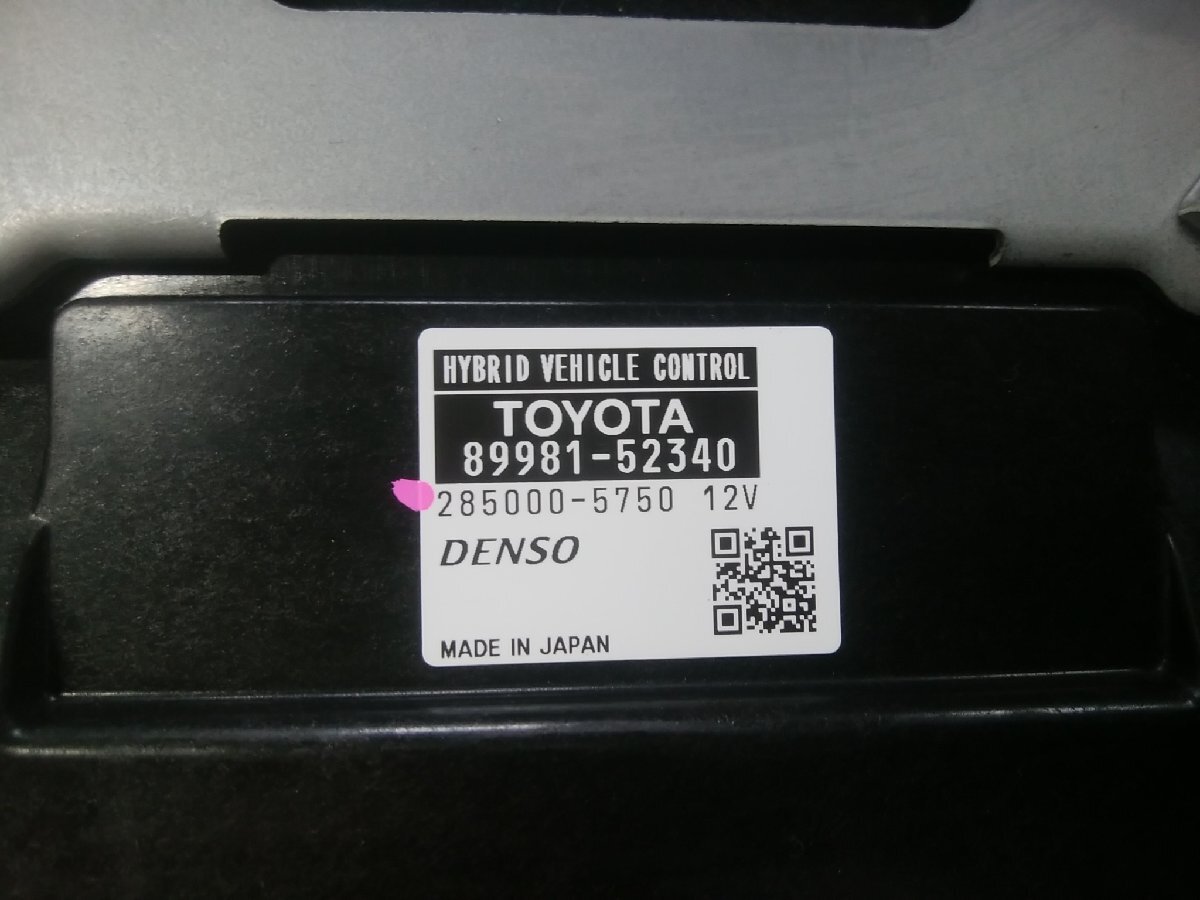 HYBRID VEHICLE CONTROL
TOYOTA
89981-52340
285000-5750 12V
DENSO
MADE IN JAPAN